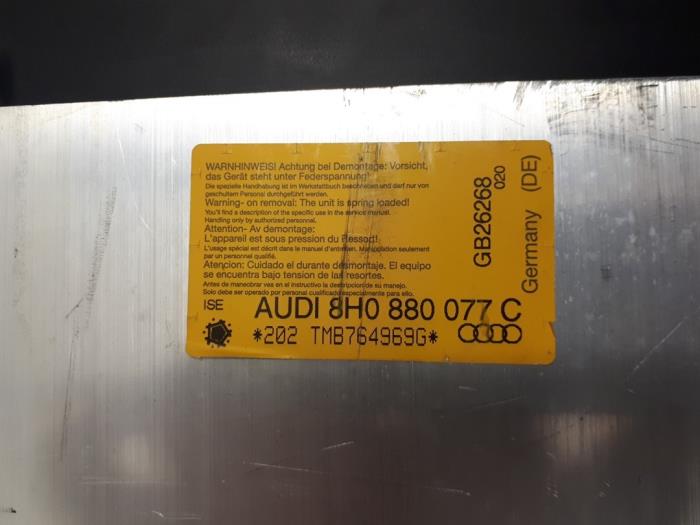 WARNHINWEIS! Achtung bei Demontage: Vorsicht,
das Gerät steht unter Federspannung!
Die spezielle Handhabung ist im Werkstattbuch beschrieben und darf nur von
geschultem Personal durchgeführt werden.
Warning- on removal: The unit is spring loaded!
You'll find a description of the specific use in the service manual.
Handling only by authorized personnel.
Attention- Av demontage:
L'appareil est sous pression du Ressort!
L'usage spécial est décrit dans le manuel d'entretien. Manipulation seulement
par un personnel qualifié.
Atencion: Cuidado el durante desmontaje. El equipo
se encuentra bajo tension de las resortes.
Antes de manecibrar vea en el instructivo la descripcion de su manejo.
Solo debe ser operado por personal cualificado especialmente para ello.
GB26268
020
Germany (DE)
ISE AUDI 8H0 880 077 C
*202 TMB764969G*